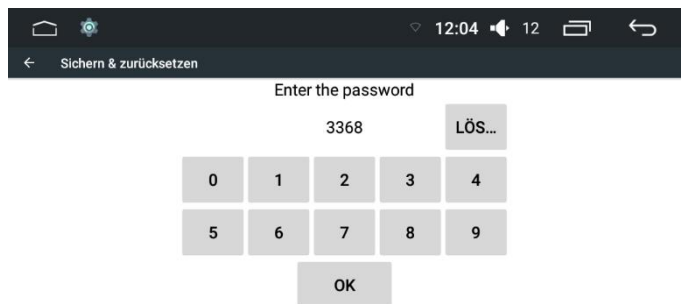 12:04 12
Sichern & zurücksetzen
Enter the password
3368 LÖS...
0 1 2 3 4
5 6 7 8 9
OK